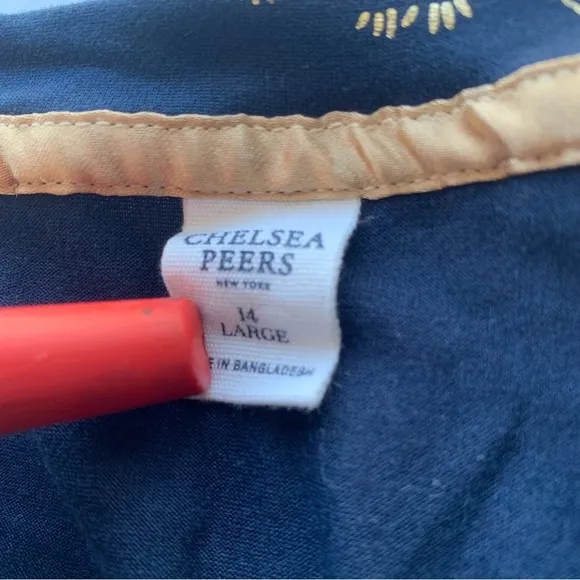 CHELSEA
PEERS
NEW YORK
14
LARGE
E IN BANGLADESH